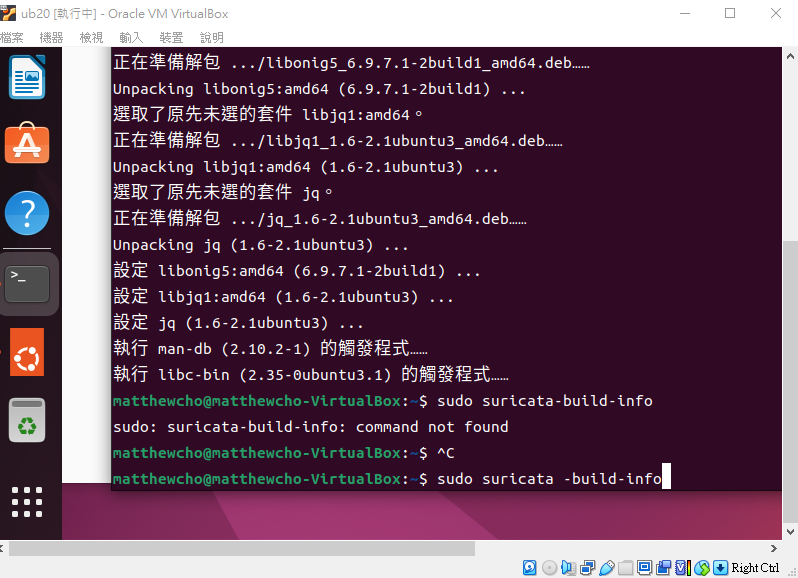 ub20 [執行中] - Oracle VM VirtualBox
檔案 機器 檢視 輸入 裝置 說明
正在準備解包 .../libonig5_6.9.7.1-2build1_amd64.deb……
Unpacking libonig5:amd64 (6.9.7.1-2build1) ...
選取了原先未選的套件 libjq1:amd64。
正在準備解包 .../libjq1_1.6-2.1ubuntu3_amd64.deb……
Unpacking libjq1:amd64 (1.6-2.1ubuntu3) ...
選取了原先未選的套件 jq。
正在準備解包 .../jq_1.6-2.1ubuntu3_amd64.deb……
Unpacking jq (1.6-2.1ubuntu3) ...
設定 libonig5:amd64 (6.9.7.1-2build1) ...
設定 libjq1:amd64 (1.6-2.1ubuntu3) ...
設定 jq (1.6-2.1ubuntu3) ...
執行 man-db (2.10.2-1) 的觸發程式……
執行 libc-bin (2.35-0ubuntu3.1) 的觸發程式……
matthewcho@matthewcho-VirtualBox:~$ sudo suricata-build-info
sudo: suricata-build-info: command not found
matthewcho@matthewcho-VirtualBox:~$ ^C
matthewcho@matthewcho-VirtualBox:~$ sudo suricata -build-info
Right Ctrl